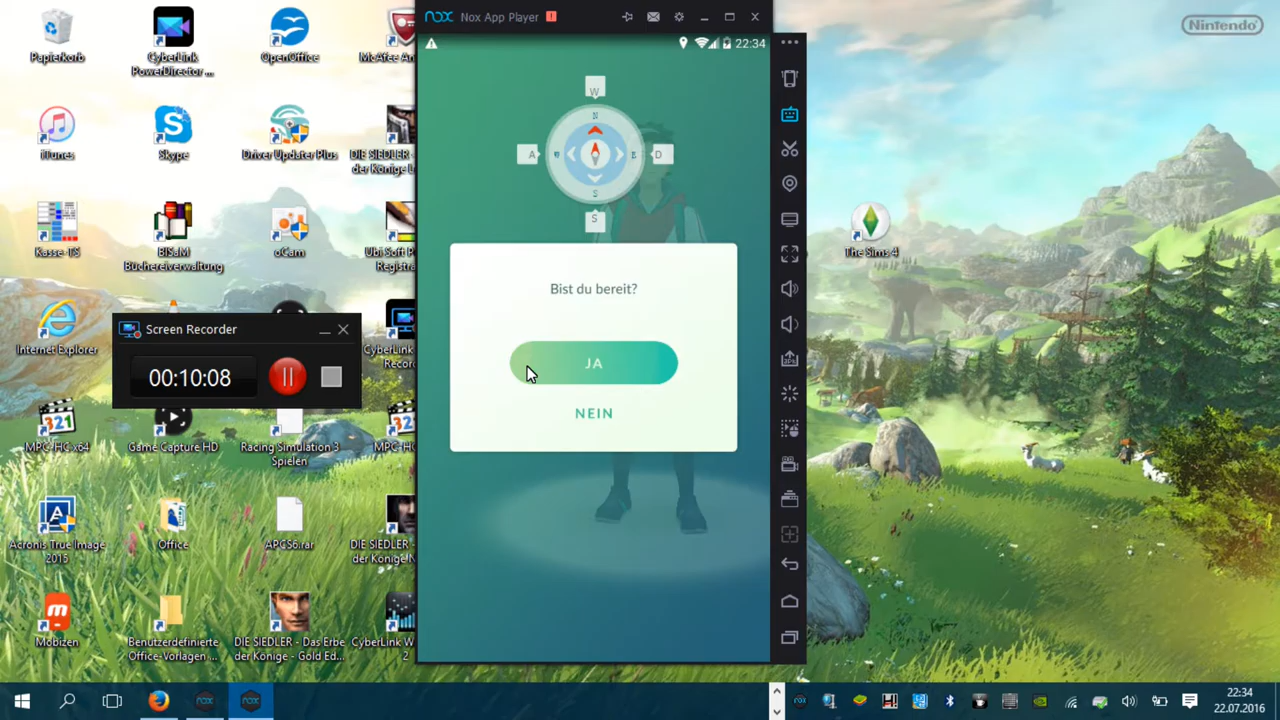 nox Nox App Player
Nintendo
22:34
Papierkorb
CyberLink
PowerDirector ...
OpenOffice
McAfee An
iTunes
Skype
Driver Updater Plus
DIE SIEDLER -
der Könige L
Kasse-TS
BISaM
Büchereiverwaltung
oCam
Ubi Soft P
Registra
The Sims 4
Internet Explorer
CyberLink
Recor
W
N
A
E
D
S
S
Bist du bereit?
JA
NEIN
Screen Recorder
00:10:08
MPC-HC x64
Game Capture HD
Racing Simulation 3
Spielen
MPC-H
Acronis True Image
2015
Office
APCS6.rar
DIE SIEDLER -
der Könige N
Mobizen
Benutzerdefinierte
Office-Vorlagen ...
DIE SIEDLER - Das Erbe
der Könige - Gold Ed...
CyberLink W
2
22:34
22.07.2016